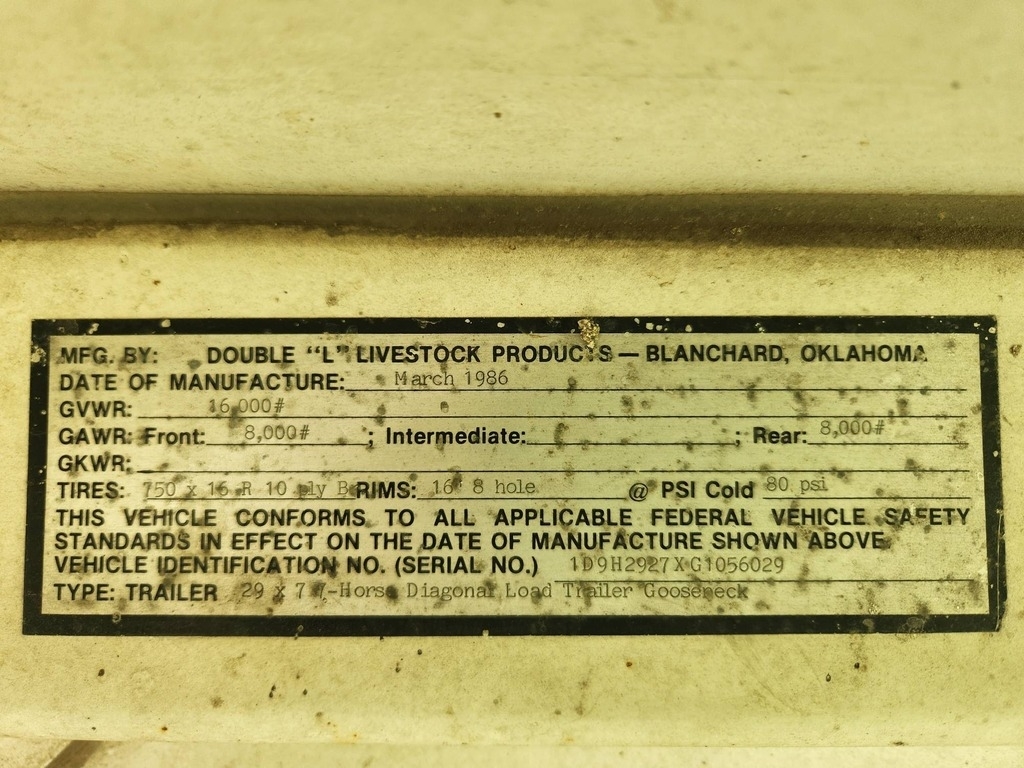 MFG. BY: DOUBLE "L" LIVESTOCK PRODUCTS — BLANCHARD, OKLAHOMA
DATE OF MANUFACTURE: March 1986
GVWR: 16,000#
GAWR: Front: 8,000# ; Intermediate: ; Rear: 8,000#
GKWR:
TIRES: 750 x 16 R 10 ply B RIMS: 16" 8 hole @ PSI Cold 80 psi
THIS VEHICLE CONFORMS TO ALL APPLICABLE FEDERAL VEHICLE SAFETY
STANDARDS IN EFFECT ON THE DATE OF MANUFACTURE SHOWN ABOVE.
VEHICLE IDENTIFICATION NO. (SERIAL NO.) 1D9H2927XG1056029
TYPE: TRAILER 29 x 7 7-Horse Diagonal Load Trailer Gooseneck